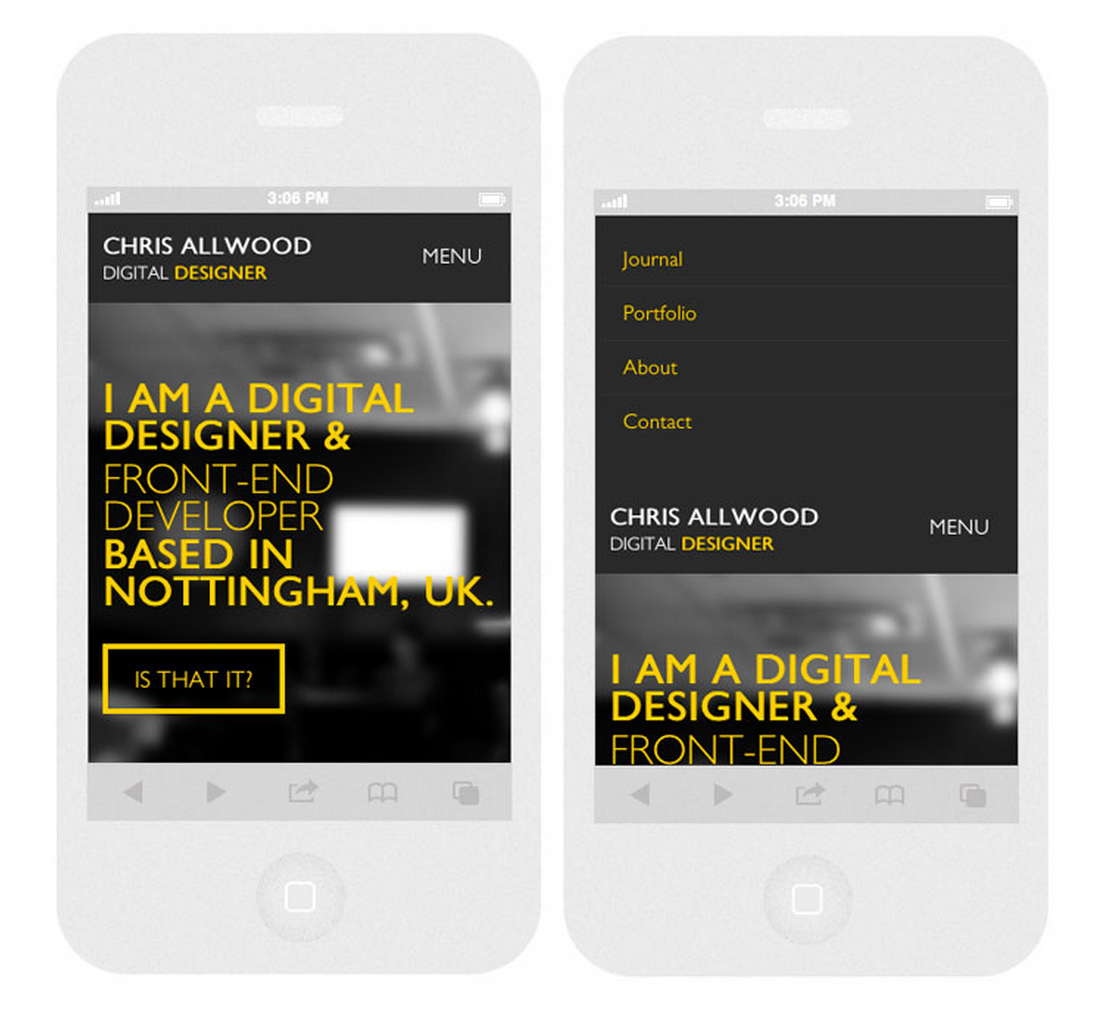 3:06 PM
CHRIS ALLWOOD
MENU
DIGITAL DESIGNER
I AM A DIGITAL
DESIGNER &
FRONT-END
DEVELOPER
BASED IN
NOTTINGHAM, UK.
IS THAT IT?
3:06 PM
Journal
Portfolio
About
Contact
CHRIS ALLWOOD
MENU
DIGITAL DESIGNER
I AM A DIGITAL
DESIGNER &
FRONT-END